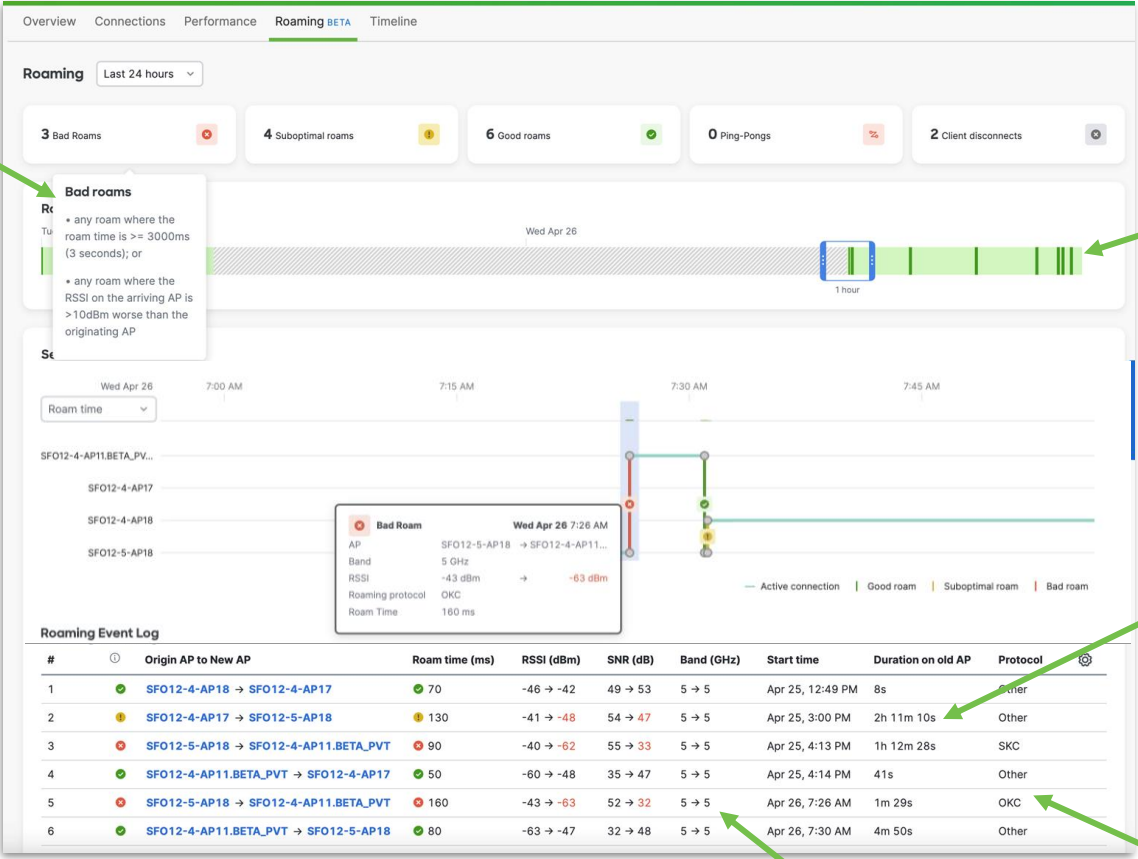 Overview Connections Performance Roaming BETA Timeline
Roaming Last 24 hours
3 Bad Roams 4 Suboptimal roams 6 Good roams 0 Ping-Pongs 2 Client disconnects
Bad roams
• any roam where the
roam time is >= 3000ms
(3 seconds); or
• any roam where the
RSSI on the arriving AP is
>10dBm worse than the
originating AP
Wed Apr 26
1 hour
Wed Apr 26 7:00 AM 7:15 AM 7:30 AM 7:45 AM
Roam time
SFO12-4-AP11.BETA_PV...
SFO12-4-AP17
SFO12-4-AP18
SFO12-5-AP18
Bad Roam Wed Apr 26 7:26 AM
AP SFO12-5-AP18 → SFO12-4-AP11...
Band 5 GHz
RSSI -43 dBm → -63 dBm
Roaming protocol OKC
Roam Time 160 ms
Active connection Good roam Suboptimal roam Bad roam
Roaming Event Log
# Origin AP to New AP Roam time (ms) RSSI (dBm) SNR (dB) Band (GHz) Start time Duration on old AP Protocol
1 SFO12-4-AP18 → SFO12-4-AP17 70 -46 → -42 49 → 53 5 → 5 Apr 25, 12:49 PM 8s Other
2 SFO12-4-AP17 → SFO12-5-AP18 130 -41 → -48 54 → 47 5 → 5 Apr 25, 3:00 PM 2h 11m 10s Other
3 SFO12-5-AP18 → SFO12-4-AP11.BETA_PVT 90 -40 → -62 55 → 33 5 → 5 Apr 25, 4:13 PM 1h 12m 28s SKC
4 SFO12-4-AP11.BETA_PVT → SFO12-4-AP17 50 -60 → -48 35 → 47 5 → 5 Apr 25, 4:14 PM 41s Other
5 SFO12-5-AP18 → SFO12-4-AP11.BETA_PVT 160 -43 → -63 52 → 32 5 → 5 Apr 26, 7:26 AM 1m 29s OKC
6 SFO12-4-AP11.BETA_PVT → SFO12-5-AP18 80 -63 → -47 32 → 48 5 → 5 Apr 26, 7:30 AM 4m 50s Other